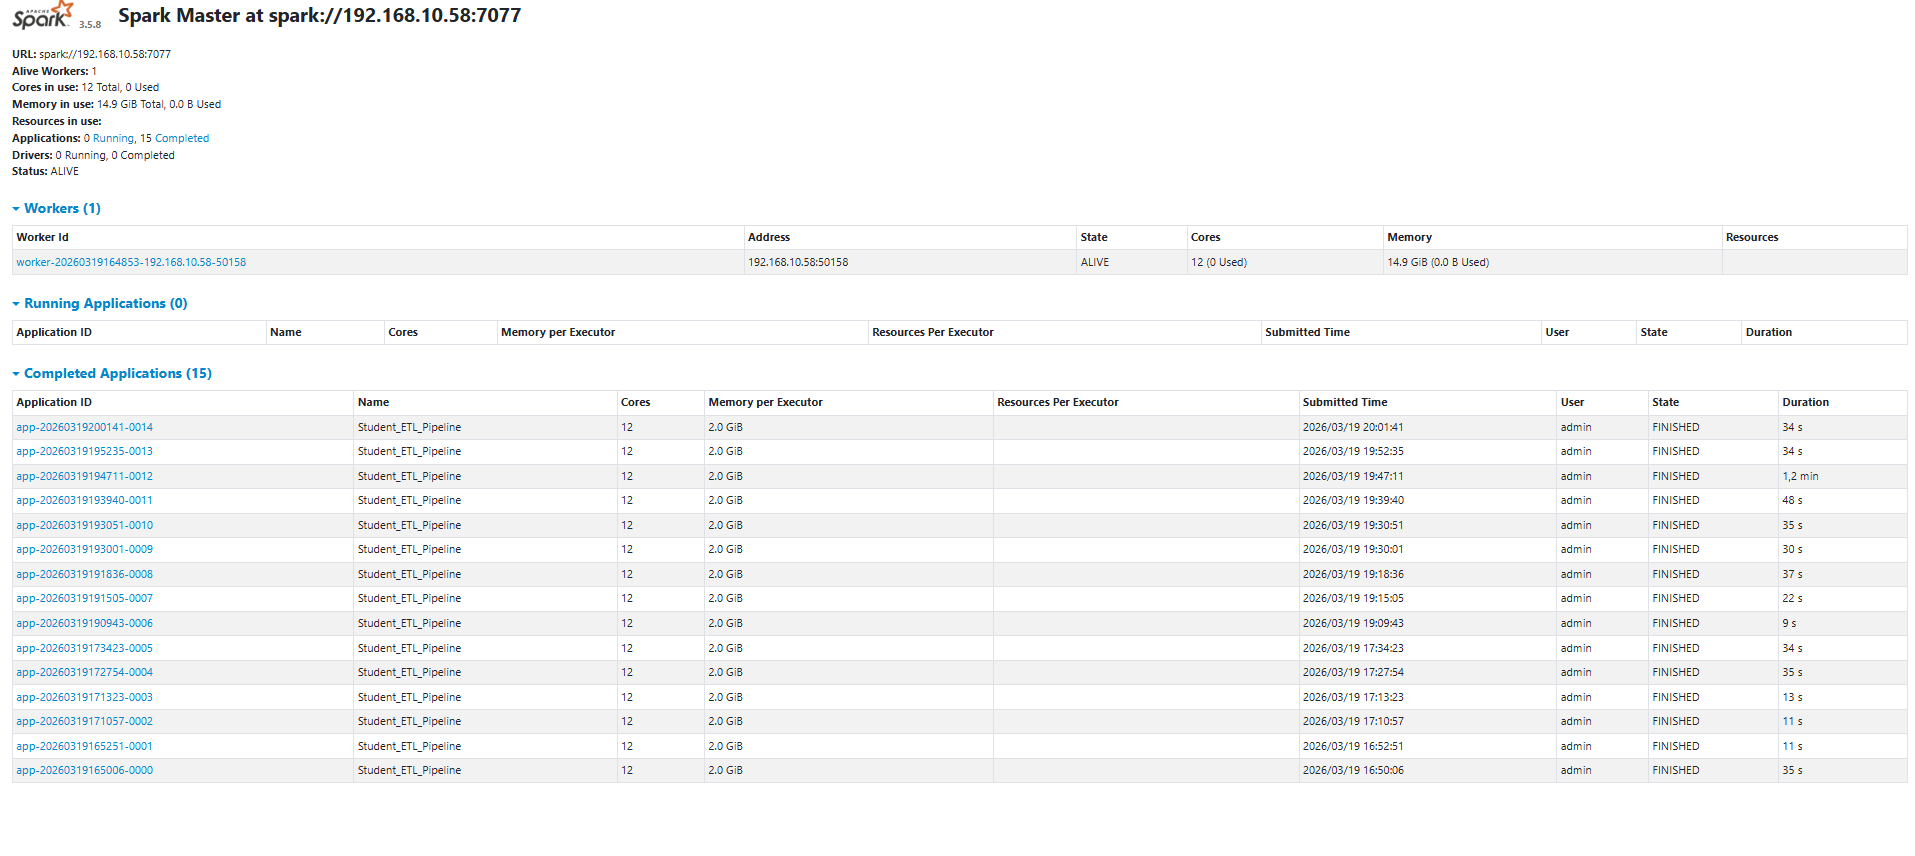 APACHE Spark 3.5.8 Spark Master at spark://192.168.10.58:7077
URL: spark://192.168.10.58:7077
Alive Workers: 1
Cores in use: 12 Total, 0 Used
Memory in use: 14.9 GiB Total, 0.0 B Used
Resources in use:
Applications: 0 Running, 15 Completed
Drivers: 0 Running, 0 Completed
Status: ALIVE
Workers (1)
Worker Id Address State Cores Memory Resources
worker-20260319164853-192.168.10.58-50158 192.168.10.58:50158 ALIVE 12 (0 Used) 14.9 GiB (0.0 B Used)
Running Applications (0)
Application ID Name Cores Memory per Executor Resources Per Executor Submitted Time User State Duration
Completed Applications (15)
Application ID Name Cores Memory per Executor Resources Per Executor Submitted Time User State Duration
app-20260319200141-0014 Student_ETL_Pipeline 12 2.0 GiB 2026/03/19 20:01:41 admin FINISHED 34 s
app-20260319195235-0013 Student_ETL_Pipeline 12 2.0 GiB 2026/03/19 19:52:35 admin FINISHED 34 s
app-20260319194711-0012 Student_ETL_Pipeline 12 2.0 GiB 2026/03/19 19:47:11 admin FINISHED 1,2 min
app-20260319193940-0011 Student_ETL_Pipeline 12 2.0 GiB 2026/03/19 19:39:40 admin FINISHED 48 s
app-20260319193051-0010 Student_ETL_Pipeline 12 2.0 GiB 2026/03/19 19:30:51 admin FINISHED 35 s
app-20260319193001-0009 Student_ETL_Pipeline 12 2.0 GiB 2026/03/19 19:30:01 admin FINISHED 30 s
app-20260319191836-0008 Student_ETL_Pipeline 12 2.0 GiB 2026/03/19 19:18:36 admin FINISHED 37 s
app-20260319191505-0007 Student_ETL_Pipeline 12 2.0 GiB 2026/03/19 19:15:05 admin FINISHED 22 s
app-20260319190943-0006 Student_ETL_Pipeline 12 2.0 GiB 2026/03/19 19:09:43 admin FINISHED 9 s
app-20260319173423-0005 Student_ETL_Pipeline 12 2.0 GiB 2026/03/19 17:34:23 admin FINISHED 34 s
app-20260319172754-0004 Student_ETL_Pipeline 12 2.0 GiB 2026/03/19 17:27:54 admin FINISHED 35 s
app-20260319171323-0003 Student_ETL_Pipeline 12 2.0 GiB 2026/03/19 17:13:23 admin FINISHED 13 s
app-20260319171057-0002 Student_ETL_Pipeline 12 2.0 GiB 2026/03/19 17:10:57 admin FINISHED 11 s
app-20260319165251-0001 Student_ETL_Pipeline 12 2.0 GiB 2026/03/19 16:52:51 admin FINISHED 11 s
app-20260319165006-0000 Student_ETL_Pipeline 12 2.0 GiB 2026/03/19 16:50:06 admin FINISHED 35 s